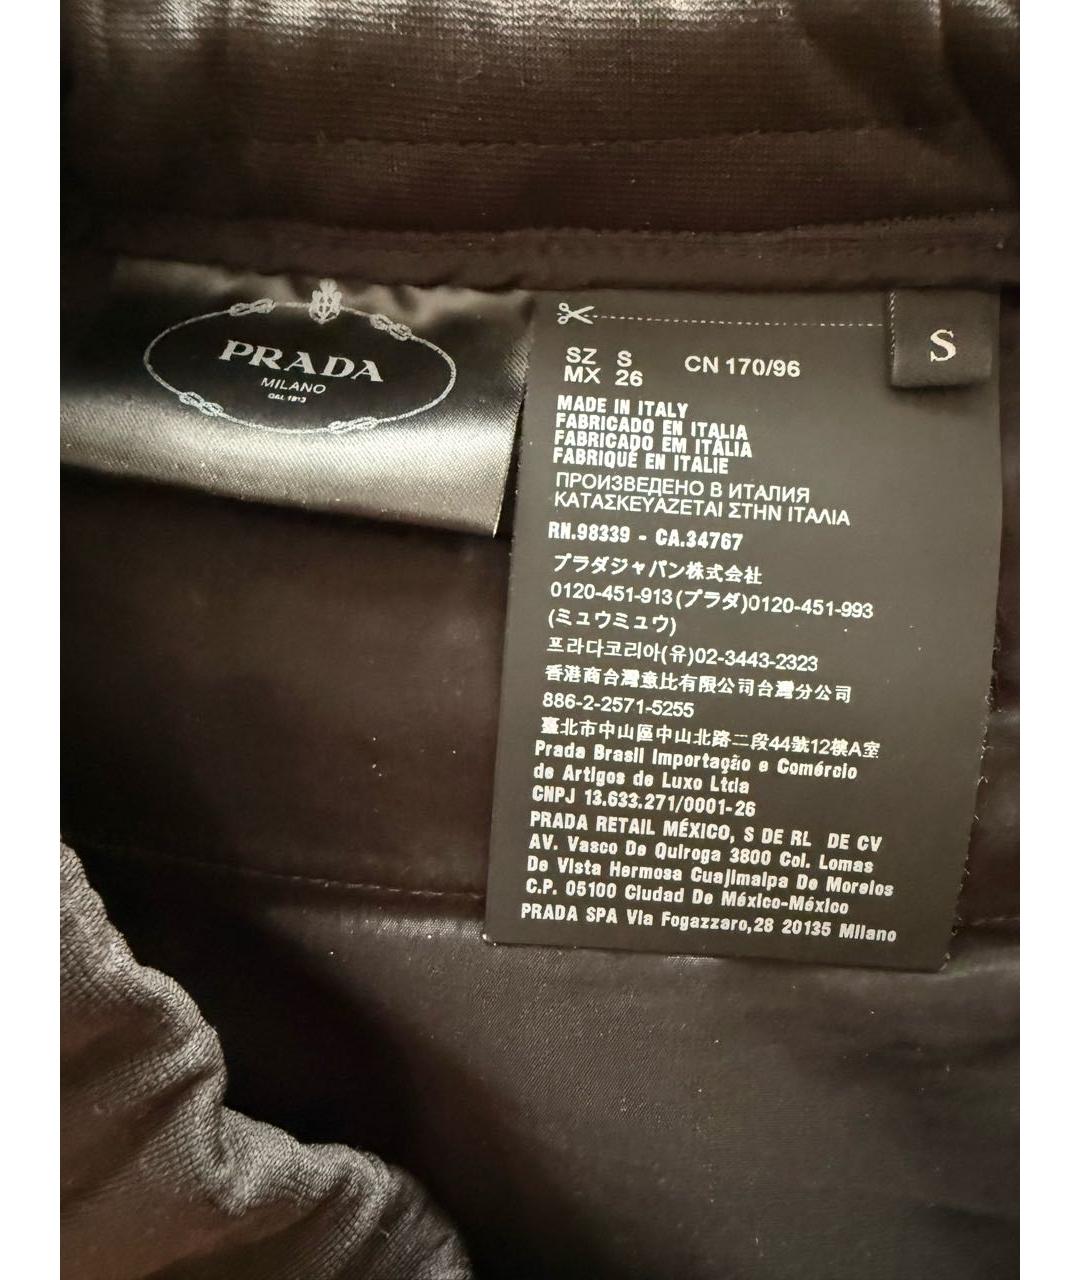 PRADA
MILANO
DAL 1913
S
SZ S CN 170/96
MX 26
MADE IN ITALY
FABRICADO EN ITALIA
FABRICADO EM ITÁLIA
FABRIQUÉ EN ITALIE
ПРОИЗВЕДЕНО В ИТАЛИЯ
ΚΑΤΑΣΚΕΥΑΖΕΤΑΙ ΣΤΗΝ ΙΤΑΛΙΑ
RN.98339 - CA.34767
プラダジャパン株式会社
0120-451-913(プラダ)0120-451-993
(ミュウミュウ)
프라다코리아(유)02-3443-2323
香港商台灣意比有限公司台灣分公司
886-2-2571-5255
臺北市中山區中山北路二段44號12樓A室
Prada Brasil Importação e Comércio
de Artigos de Luxo Ltda
CNPJ 13.633.271/0001-26
PRADA RETAIL MÉXICO, S DE RL DE CV
AV. Vasco De Quiroga 3800 Col. Lomas
De Vista Hermosa Cuajimalpa De Morelos
C.P. 05100 Ciudad De México-México
PRADA SPA Via Fogazzaro,28 20135 Milano